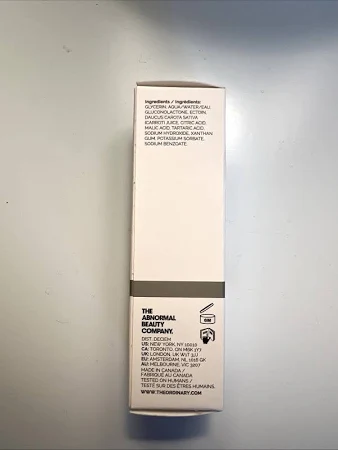 Ingredients / Ingrédients:
GLYCERIN, AQUA/WATER/EAU,
GLUCONOLACTONE, ECTOIN,
DAUCUS CAROTA SATIVA
(CARROT) JUICE, CITRIC ACID,
MALIC ACID, TARTARIC ACID,
SODIUM HYDROXIDE, XANTHAN
GUM, POTASSIUM SORBATE,
SODIUM BENZOATE.
THE
ABNORMAL
BEAUTY
COMPANY.
DIST. DECIEM
US: NEW YORK, NY 10010
CA: TORONTO, ON M8K 1Y7
UK: LONDON, UK W1T 3JJ
EU: AMSTERDAM, NL 1016 GK
AU: MELBOURNE, VIC 3207
MADE IN CANADA /
FABRIQUÉ AU CANADA
TESTED ON HUMANS /
TESTÉ SUR DES ÊTRES HUMAINS.
WWW.THEORDINARY.COM